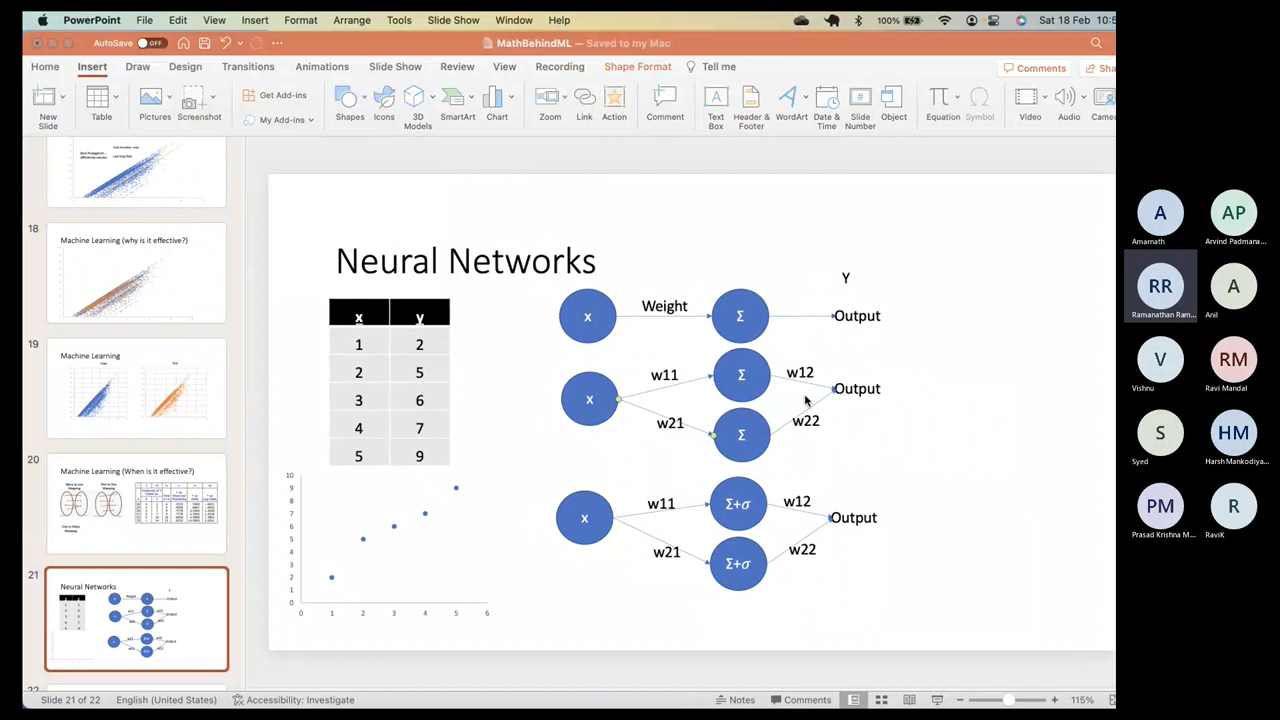 PowerPoint File Edit View Insert Format Arrange Tools Slide Show Window Help 100% Sat 18 Feb
AutoSave OFF MathBehindML — Saved to my Mac
Home Insert Draw Design Transitions Animations Slide Show Review View Recording Shape Format Tell me Comments
New Slide Table Pictures Screenshot Get Add-ins My Add-ins Shapes Icons 3D Models SmartArt Chart Zoom Link Action Comment Text Box Header & Footer WordArt Date & Time Slide Number Object Equation Symbol Video Audio
18
Machine Learning (why is it effective?)
19
Machine Learning
20
Machine Learning (When is it effective?)
21
Neural Networks
Neural Networks
x y
1 2
2 5
3 6
4 7
5 9
10
9
8
7
6
5
4
3
2
1
0
0 1 2 3 4 5 6
Y
x Weight Σ Output
x w11 Σ w12 Output
w21 Σ w22
x w11 Σ+σ w12 Output
w21 Σ+σ w22
A Amarnath
AP Arvind Padmana...
RR Ramanathan Ram...
A Anil
V Vishnu
RM Ravi Mandal
S Syed
HM Harsh Mankodiya...
PM Prasad Krishna M...
R RaviK
Slide 21 of 22 English (United States) Accessibility: Investigate Notes Comments 115%